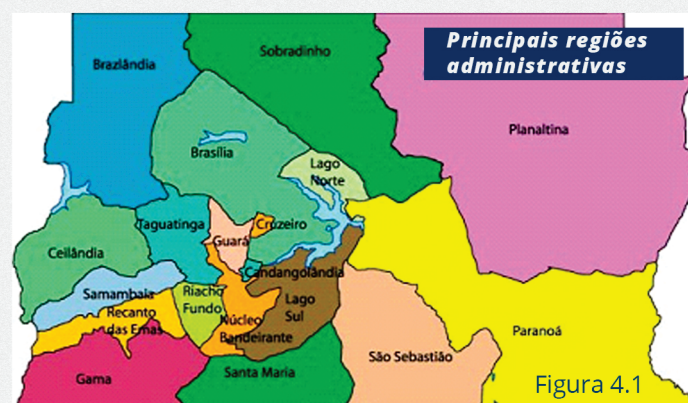 Principais regiões
administrativas
Sobradinho
Brazlândia
Planaltina
Brasília
Lago
Norte
Taguatinga
Cruzeiro
Guará
Ceilândia
Candangolândia
Samambaia
Riacho
Fundo
Lago
Sul
Recanto
das Emas
Núcleo
Bandeirante
Paranoá
São Sebastião
Santa Maria
Gama
Figura 4.1